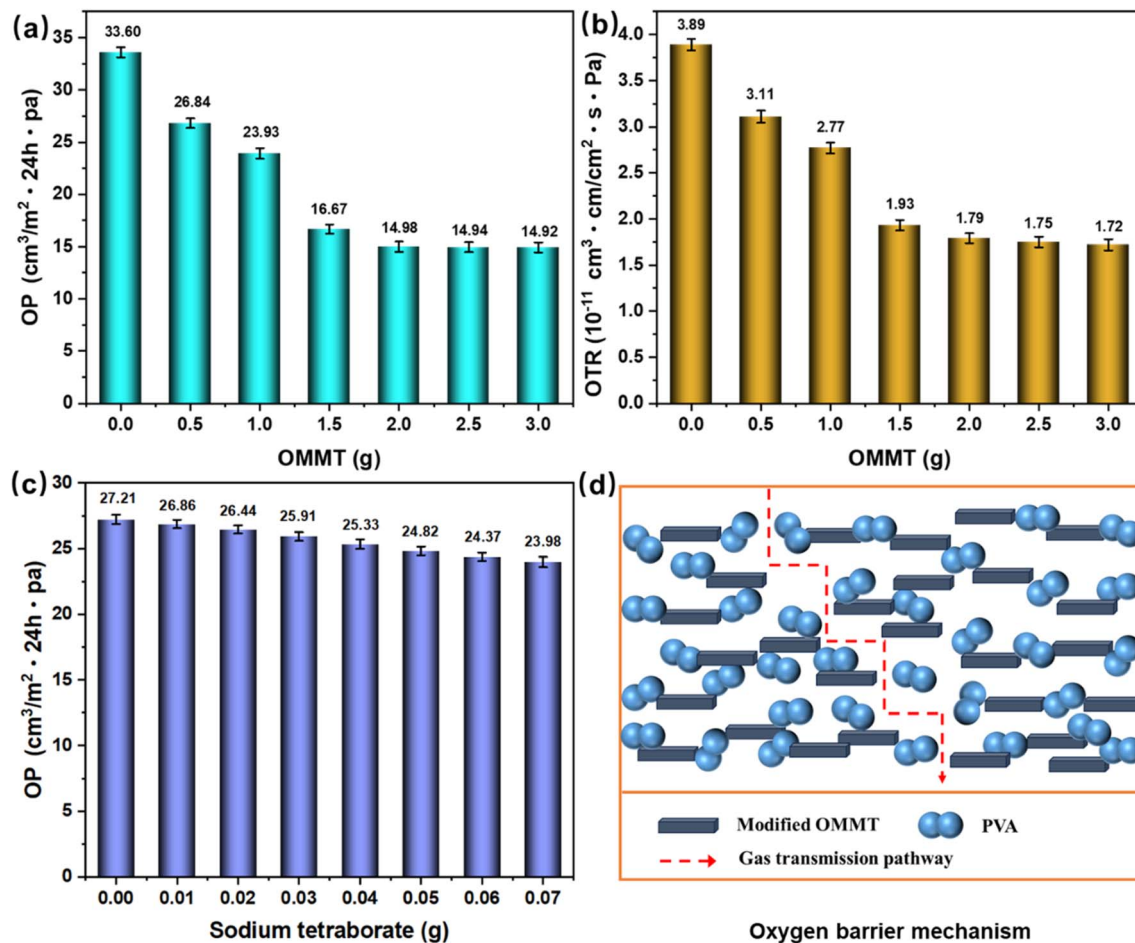 (a)
OP (cm³/m² · 24h · pa)
35
30
25
20
15
10
5
0
33.60
26.84
23.93
16.67
14.98
14.94
14.92
0.0 0.5 1.0 1.5 2.0 2.5 3.0
OMMT (g)
(b)
OTR (10⁻¹¹ cm³ · cm/cm² · s · Pa)
4.0
3.5
3.0
2.5
2.0
1.5
1.0
0.5
0.0
3.89
3.11
2.77
1.93
1.79
1.75
1.72
0.0 0.5 1.0 1.5 2.0 2.5 3.0
OMMT (g)
(c)
OP (cm³/m² · 24h · pa)
30
25
20
15
10
5
0
27.21
26.86
26.44
25.91
25.33
24.82
24.37
23.98
0.00 0.01 0.02 0.03 0.04 0.05 0.06 0.07
Sodium tetraborate (g)
(d)
Modified OMMT
PVA
Gas transmission pathway
Oxygen barrier mechanism